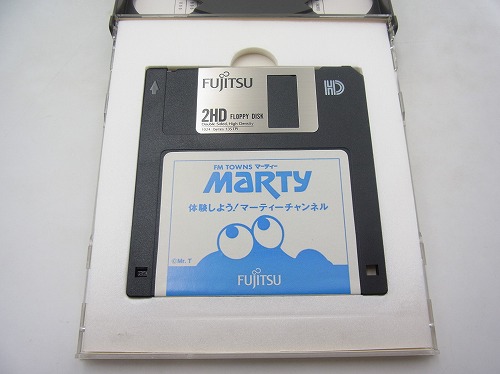 FUJITSU
HD
2HD FLOPPY DISK
Double Sided, High Density
FM TOWNS マーティー
MARTY
体験しよう!マーティーチャンネル
©Mr. T
FUJITSU